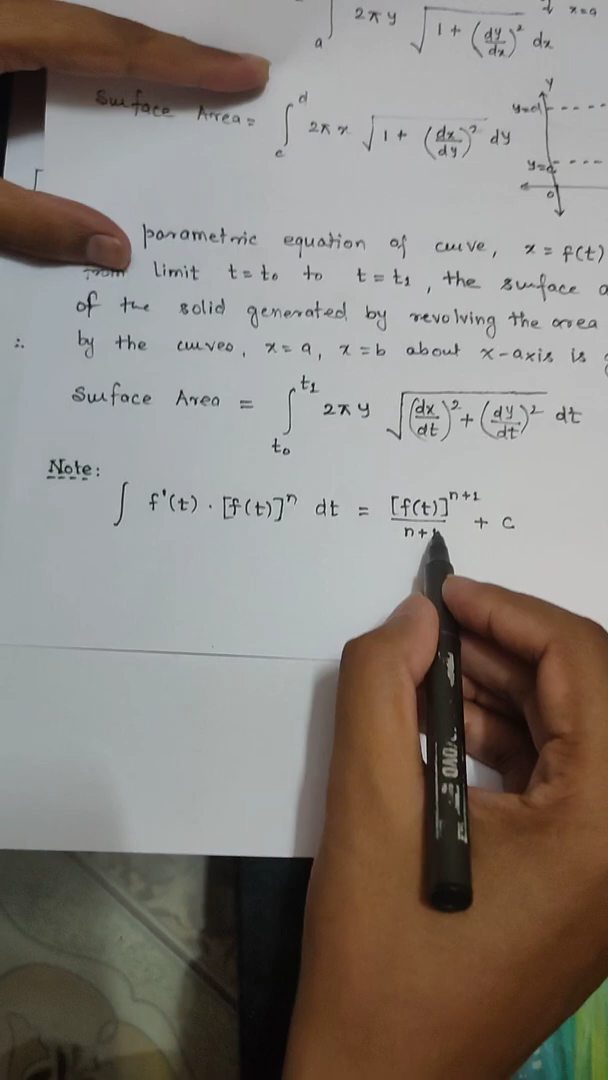 ∫ₐ 2πy √(1 + (dy/dx)²) dx x=a
Surface Area = ∫_c^d 2πx √(1 + (dx/dy)²) dy
y
y=d
y=c
0
parametric equation of curve, x = f(t)
from limit t = t₀ to t = t₁, the surface a
of the solid generated by revolving the area
∴ by the curves, x = a, x = b about x-axis is
Surface Area = ∫_{t₀}^{t₁} 2πy √((dx/dt)² + (dy/dt)²) dt
Note:
∫ f'(t) · [f(t)]ⁿ dt = [f(t)]ⁿ⁺¹/(n+1) + c